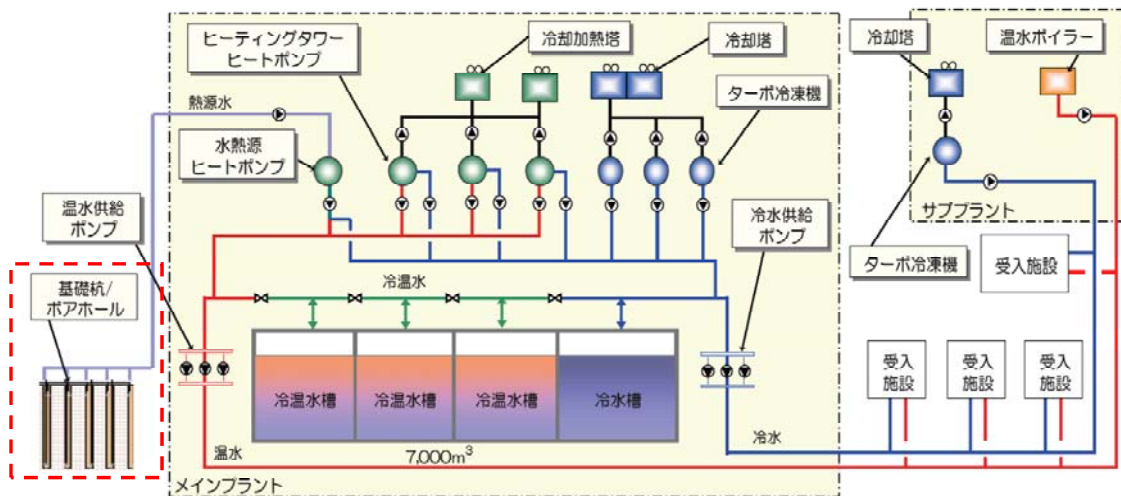 ヒーティングタワー
ヒートポンプ
冷却加熱塔
冷却塔
ターボ冷凍機
冷却塔
温水ボイラー
熱源水
水熱源
ヒートポンプ
温水供給
ポンプ
冷水供給
ポンプ
サブプラント
ターボ冷凍機
受入施設
基礎杭/
ボアホール
冷温水
冷温水槽
冷温水槽
冷温水槽
冷水槽
受入
施設
受入
施設
受入
施設
温水
7,000m³
冷水
メインプラント